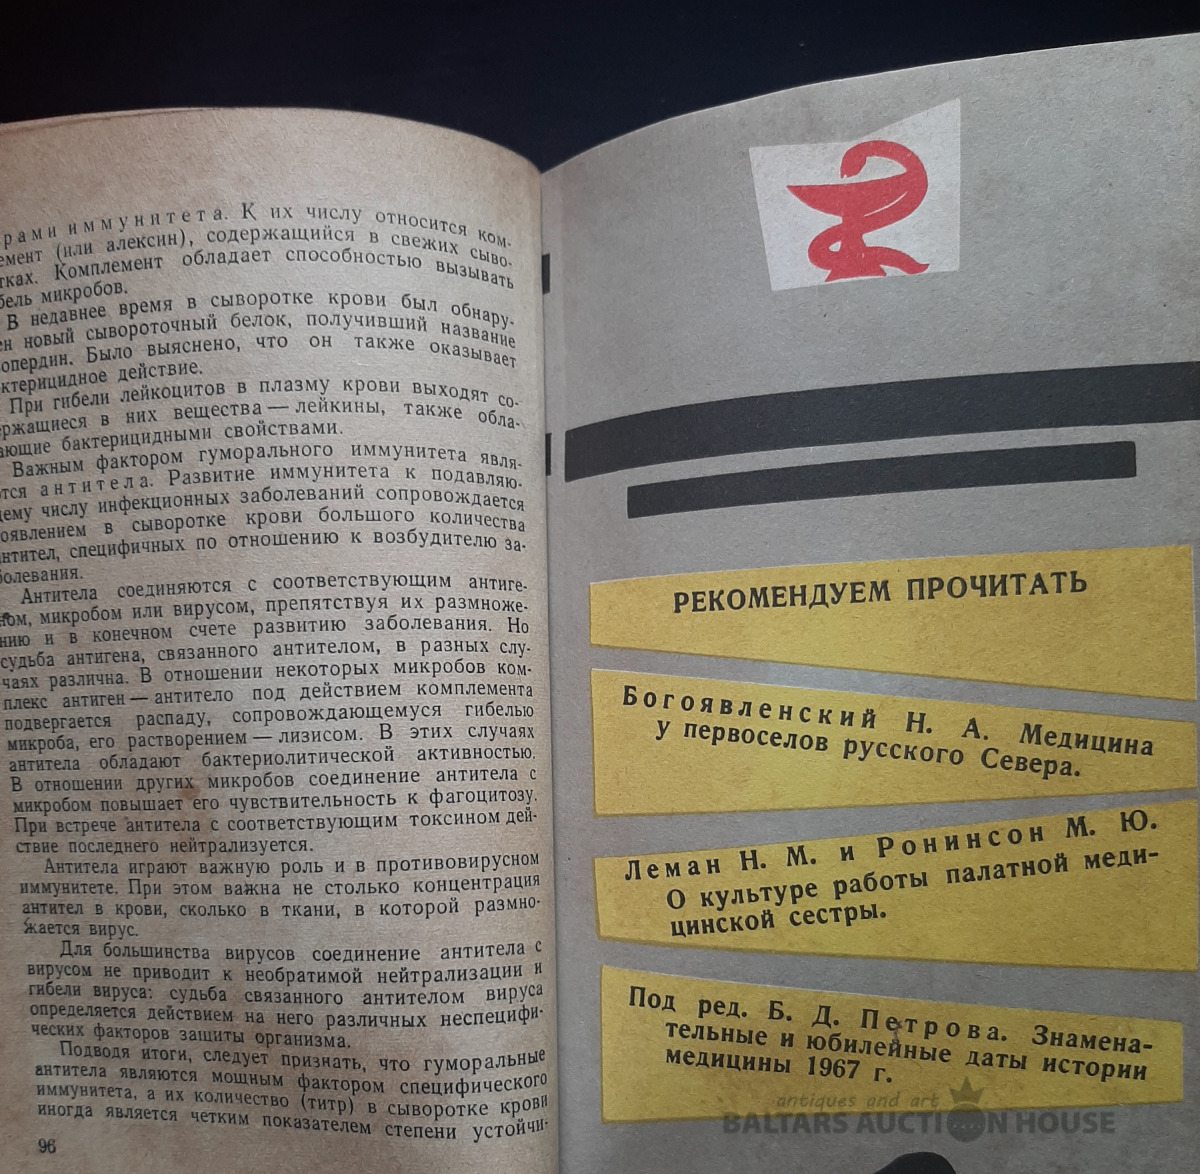 рами иммунитета. К их числу относится ком-
емент (или алексин), содержащийся в свежих сыво-
тках. Комплемент обладает способностью вызывать
бель микробов.
В недавнее время в сыворотке крови был обнару-
ен новый сывороточный белок, получивший название
опердин. Было выяснено, что он также оказывает
ктерицидное действие.
При гибели лейкоцитов в плазму крови выходят со-
ержащиеся в них вещества — лейкины, также обла-
ающие бактерицидными свойствами.
Важным фактором гуморального иммунитета явля-
ются антитела. Развитие иммунитета к подавляю-
щему числу инфекционных заболеваний сопровождается
оявлением в сыворотке крови большого количества
антител, специфичных по отношению к возбудителю за-
болевания.
Антитела соединяются с соответствующим антиге-
ном, микробом или вирусом, препятствуя их размноже-
нию и в конечном счете развитию заболевания. Но
судьба антигена, связанного антителом, в разных слу-
чаях различна. В отношении некоторых микробов ком-
плекс антиген — антитело под действием комплемента
подвергается распаду, сопровождающемуся гибелью
микроба, его растворением — лизисом. В этих случаях
антитела обладают бактериолитической активностью.
В отношении других микробов соединение антитела с
микробом повышает его чувствительность к фагоцитозу.
При встрече антитела с соответствующим токсином дей-
ствие последнего нейтрализуется.
Антитела играют важную роль и в противовирусном
иммунитете. При этом важна не столько концентрация
антител в крови, сколько в ткани, в которой размно-
жается вирус.
Для большинства вирусов соединение антитела с
вирусом не приводит к необратимой нейтрализации и
гибели вируса: судьба связанного антителом вируса
определяется действием на него различных неспецифи-
ческих факторов защиты организма.
Подводя итоги, следует признать, что гуморальные
антитела являются мощным фактором специфического
иммунитета, а их количество (титр) в сыворотке крови
иногда является четким показателем степени устойчи-
96
РЕКОМЕНДУЕМ ПРОЧИТАТЬ
Богоявленский Н. А. Медицина
у первоселов русского Севера.
Леман Н. М. и Ронинсон М. Ю.
О культуре работы палатной меди-
цинской сестры.
Под ред. Б. Д. Петрова. Знамена-
тельные и юбилейные даты истории
медицины 1967 г.
antiques and art
BALTARS AUCTION HOUSE